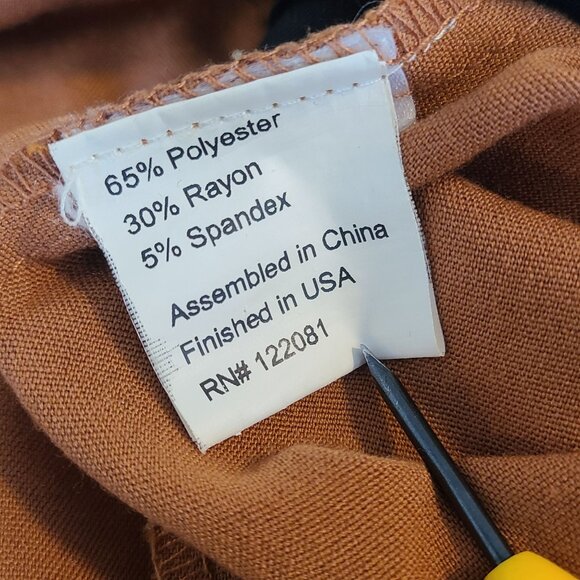 65% Polyester
30% Rayon
5% Spandex
Assembled in China
Finished in USA
RN# 122081